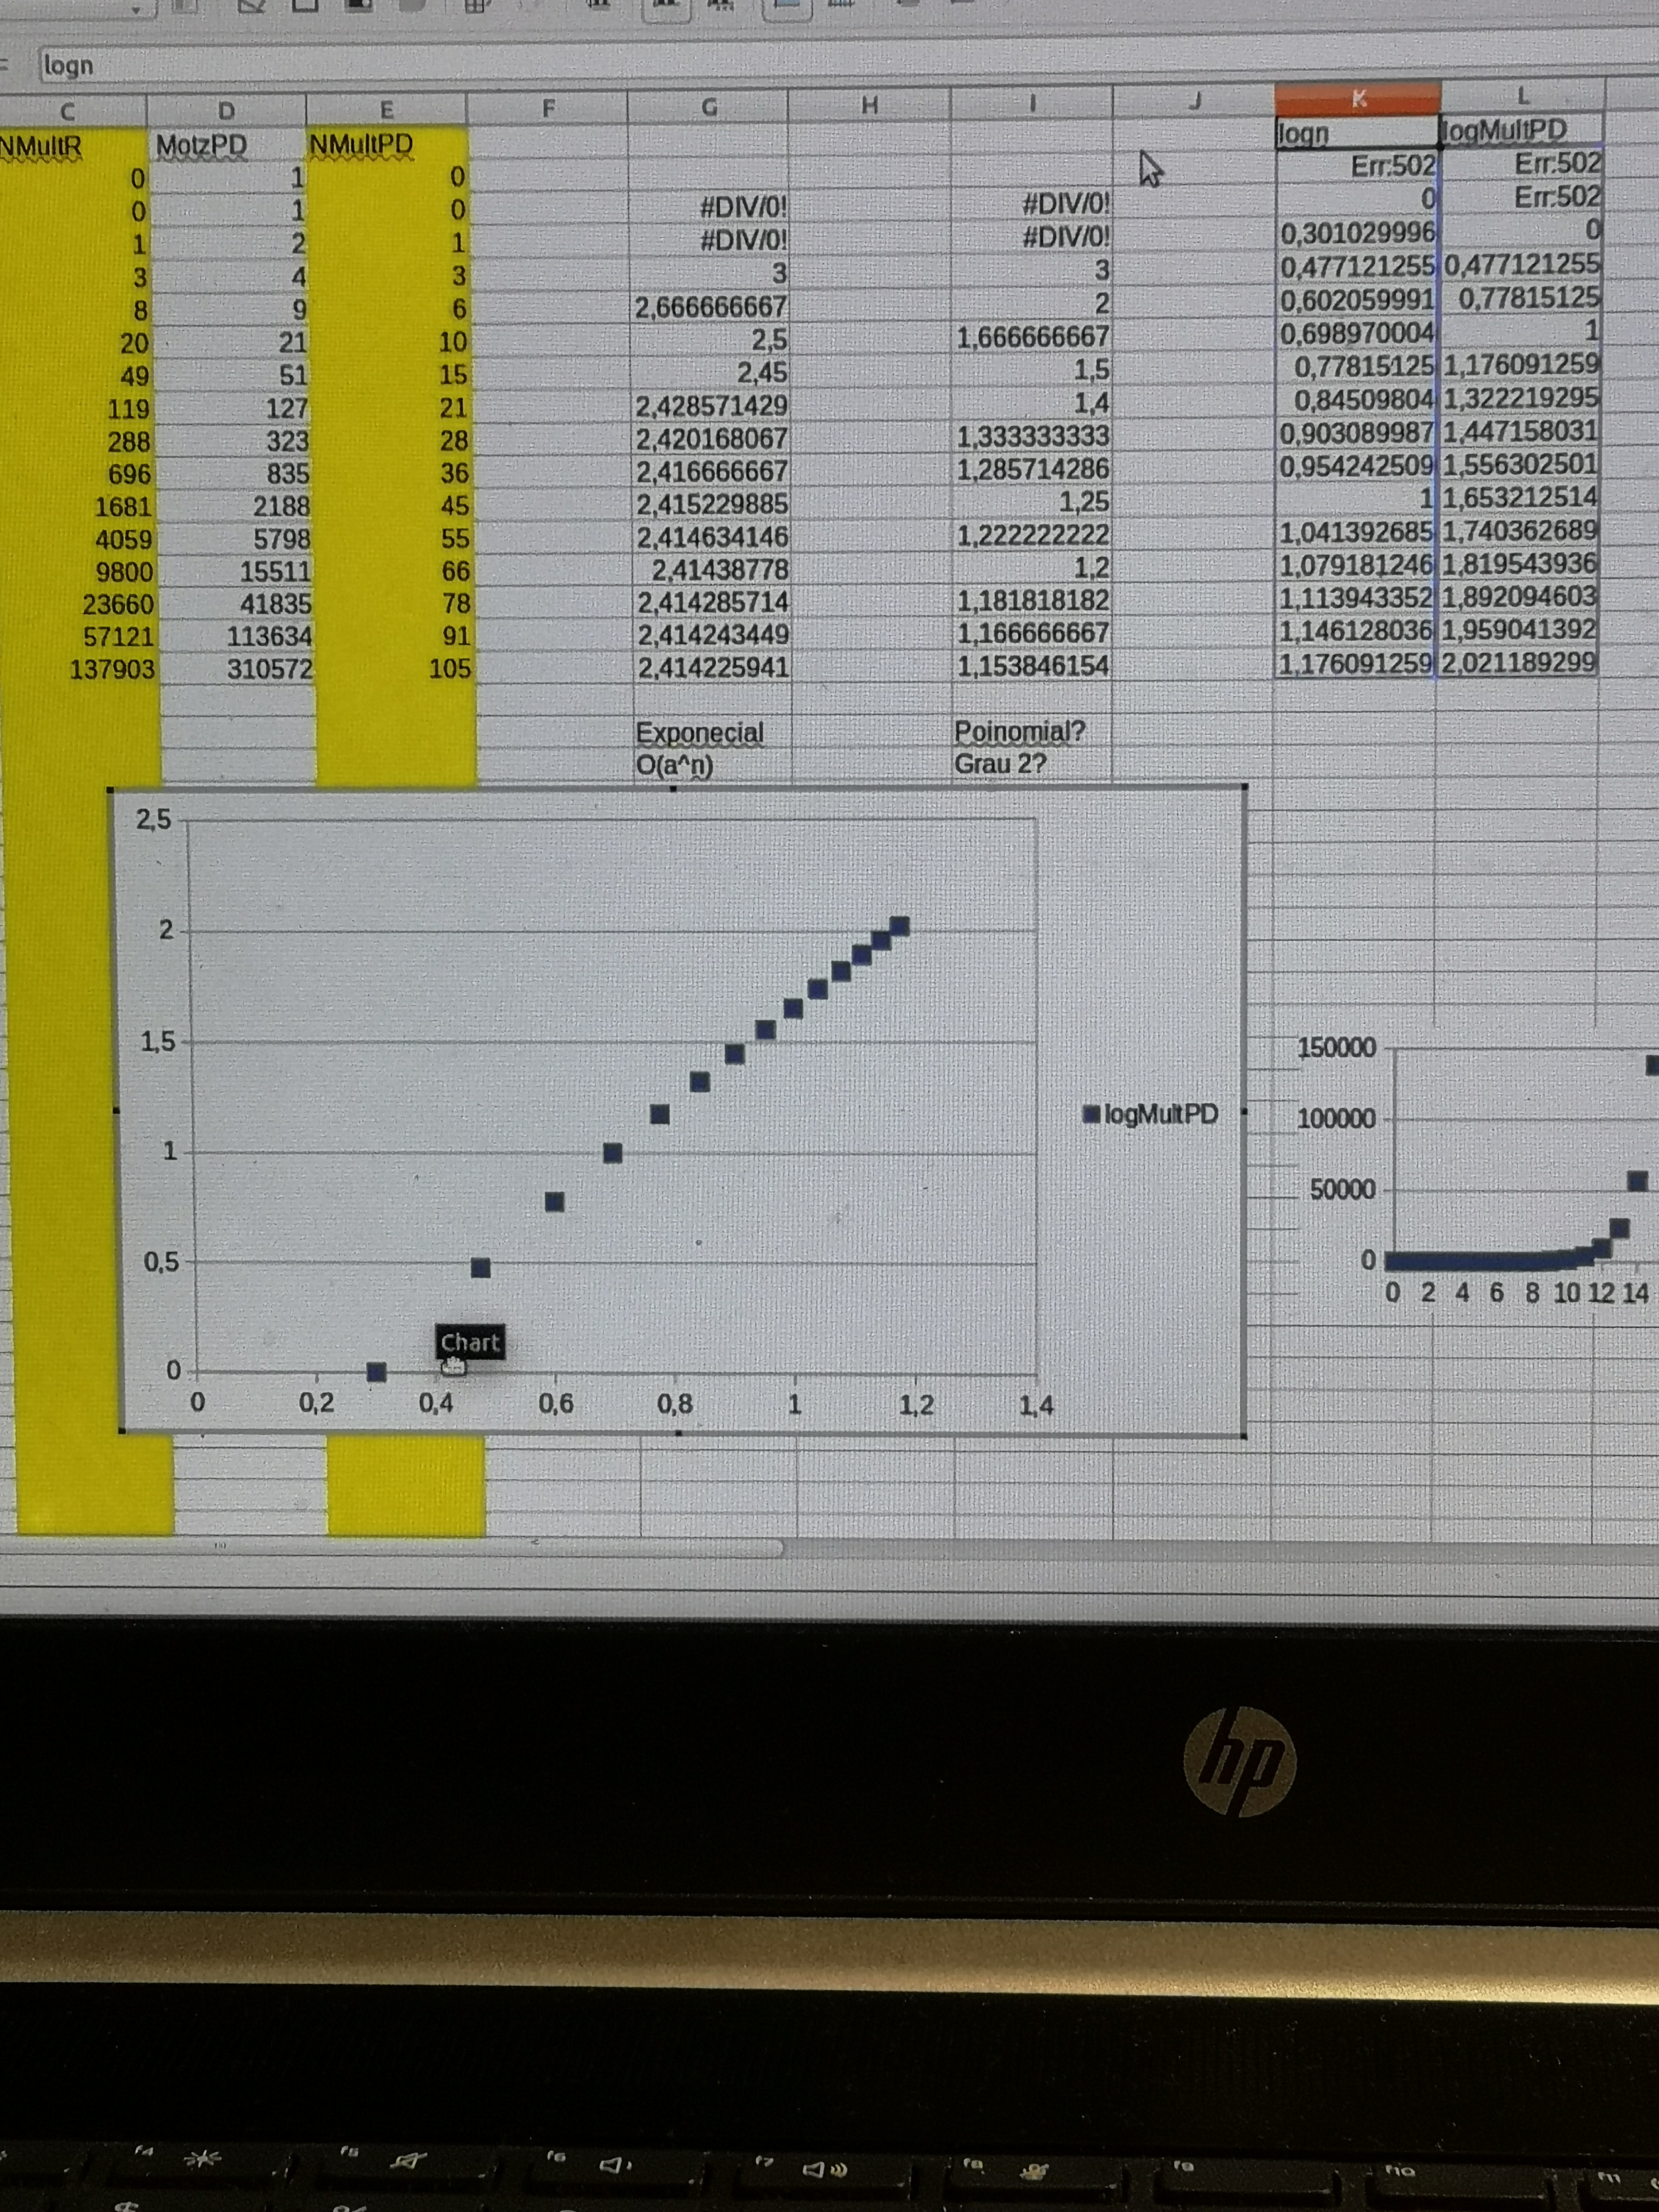 = logn
C D E F G H I J K L
NMultR MotzPD NMultPD logn logMultPD
0 1 0 Err:502 Err:502
0 1 0 #DIV/0! #DIV/0! 0 Err:502
1 2 1 #DIV/0! #DIV/0! 0,301029996 0
3 4 3 3 3 0,477121255 0,477121255
8 9 6 2,666666667 2 0,602059991 0,77815125
20 21 10 2,5 1,666666667 0,698970004 1
49 51 15 2,45 1,5 0,77815125 1,176091259
119 127 21 2,428571429 1,4 0,84509804 1,322219295
288 323 28 2,420168067 1,333333333 0,903089987 1,447158031
696 835 36 2,416666667 1,285714286 0,954242509 1,556302501
1681 2188 45 2,415229885 1,25 1 1,653212514
4059 5798 55 2,414634146 1,222222222 1,041392685 1,740362689
9800 15511 66 2,41438778 1,2 1,079181246 1,819543936
23660 41835 78 2,414285714 1,181818182 1,113943352 1,892094603
57121 113634 91 2,414243449 1,166666667 1,146128036 1,959041392
137903 310572 105 2,414225941 1,153846154 1,176091259 2,021189299
Exponecial Poinomial?
O(a^n) Grau 2?
2,5
2
1,5
1
0,5
0
0 0,2 0,4 0,6 0,8 1 1,2 1,4
logMultPD
Chart
150000
100000
50000
0
0 2 4 6 8 10 12 14
hp
f4 f5 f6 f7 f8 f9 f10 f11